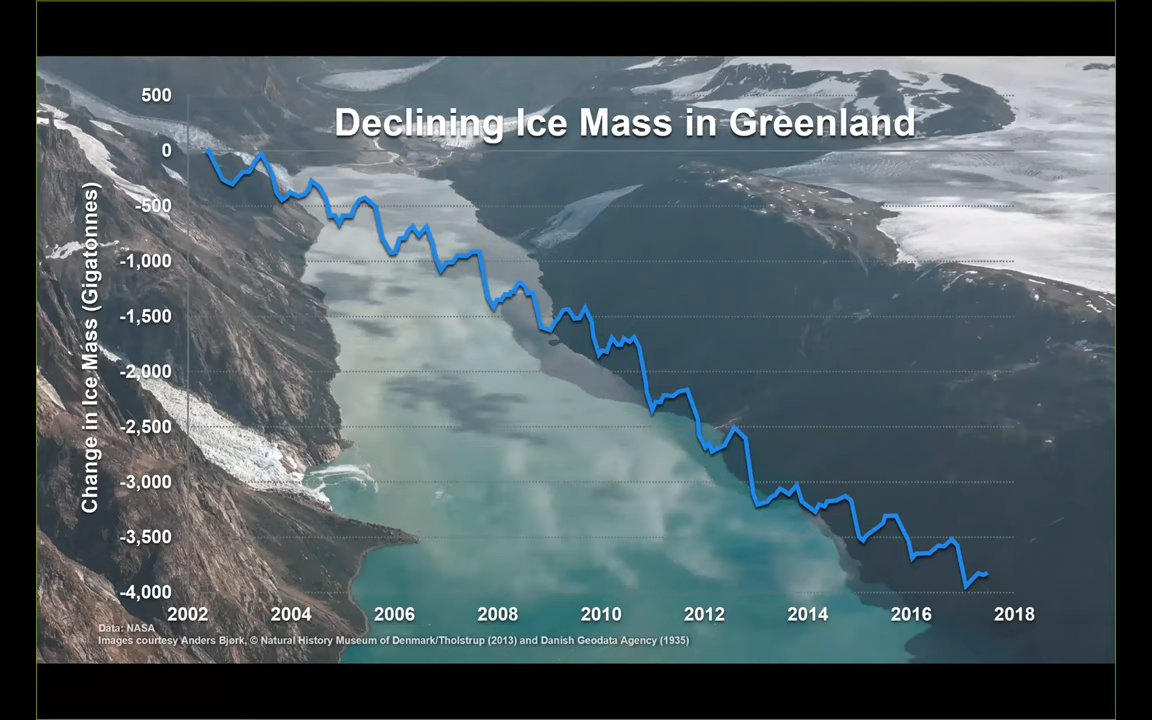 Declining Ice Mass in Greenland
Change in Ice Mass (Gigatonnes)
500
0
-500
-1,000
-1,500
-2,000
-2,500
-3,000
-3,500
-4,000
2002 2004 2006 2008 2010 2012 2014 2016 2018
Data: NASA
Images courtesy Anders Bjørk, © Natural History Museum of Denmark/Tholstrup (2013) and Danish Geodata Agency (1935)